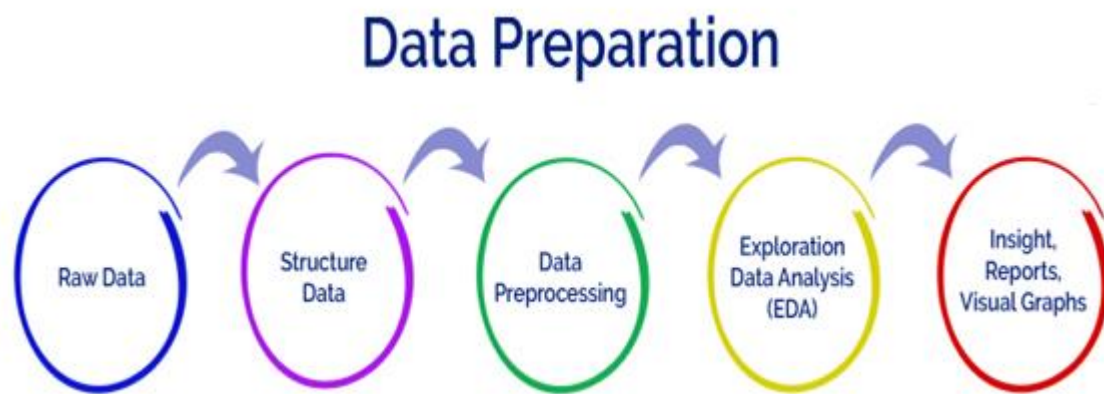 Data Preparation
Raw Data
Structure
Data
Data
Preprocessing
Exploration
Data Analysis
(EDA)
Insight,
Reports,
Visual Graphs